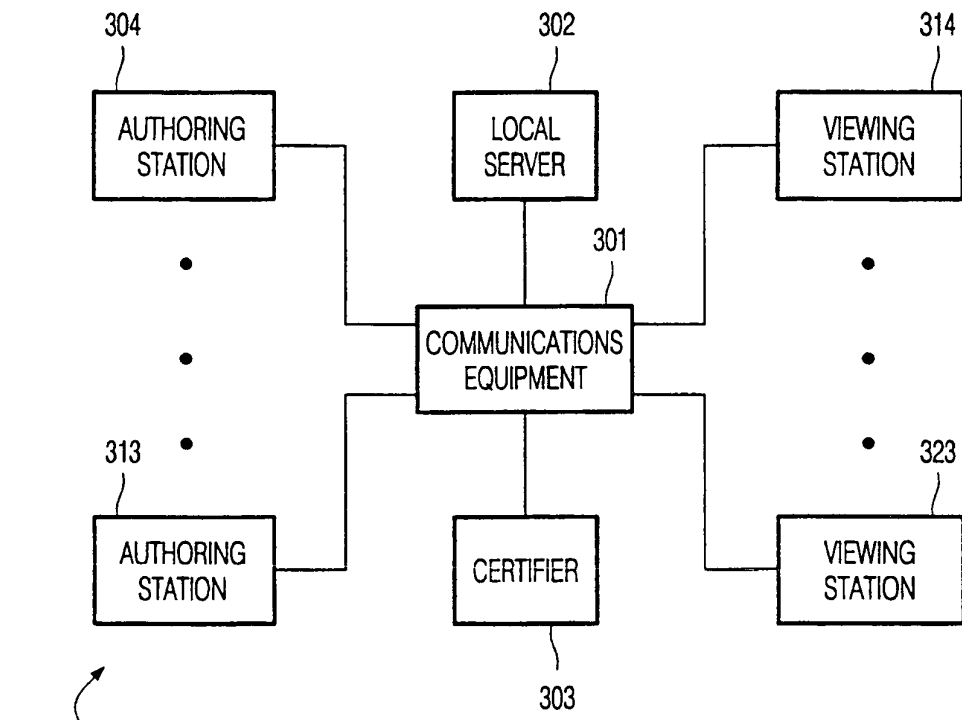 304
302
314
AUTHORING
STATION
LOCAL
SERVER
VIEWING
STATION
301
COMMUNICATIONS
EQUIPMENT
313
323
AUTHORING
STATION
CERTIFIER
VIEWING
STATION
303